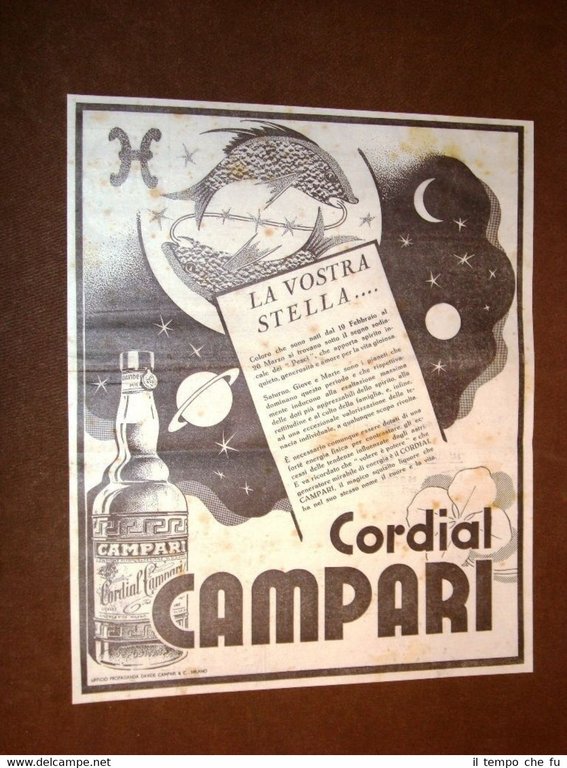 LA VOSTRA
STELLA....
Coloro che sono nati dal 19 Febbraio al
20 Marzo si trovano sotto il segno zodia-
cale dei "Pesci", che apporta spirito in-
quieto, generosità e amore per la vita gioiosa.
Saturno, Giove e Marte sono i pianeti che
dominano questo periodo e che rispettiva-
mente inducono alla esaltazione massima
delle doti più apprezzabili dello spirito, alla
rettitudine e al culto della famiglia, e, infine,
ad una eccezionale valorizzazione della te-
nacia individuale, a qualunque scopo rivolta.
È necessario comunque essere dotati di una
forte energia fisica per controllare gli ec-
cessi delle tendenze influenzate dagli astri.
E va ricordato che "volere è potere" e che
generatore mirabile di energia è il CORDIAL
CAMPARI, il magico squisito liquore che
ha nel suo stesso nome il cuore e la vita.
CAMPARI
Cordial Campari
Cordial
CAMPARI
UFFICIO PROPAGANDA DAVIDE CAMPARI & C. - MILANO
www.maremagnum.com
il tempo che fu